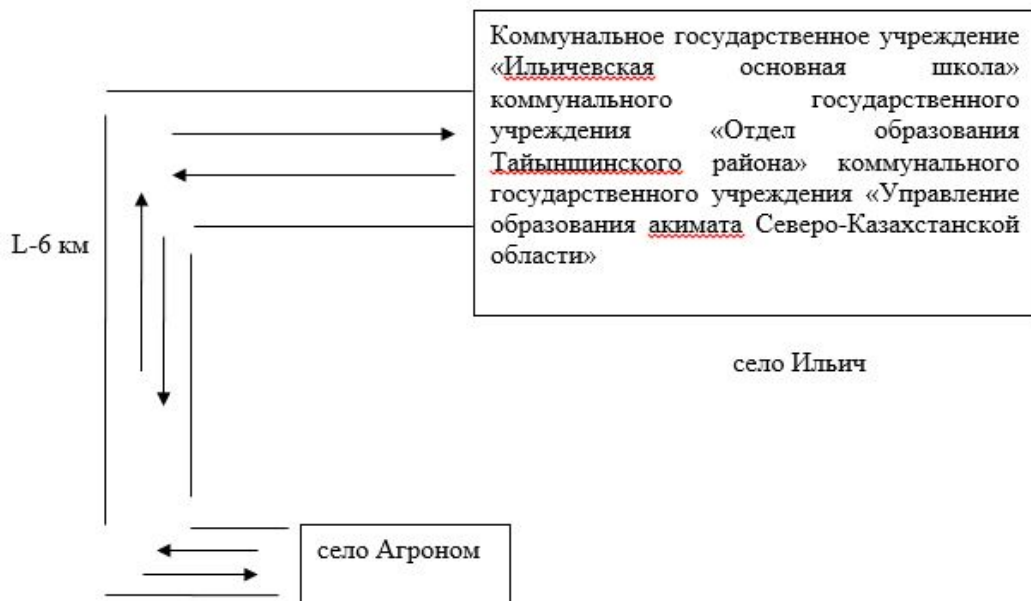 Коммунальное государственное учреждение
«Ильичевская основная школа»
коммунального государственного
учреждения «Отдел образования
Тайыншинского района» коммунального
государственного учреждения «Управление
образования акимата Северо-Казахстанской
области»
L-6 км
село Ильич
село Агроном